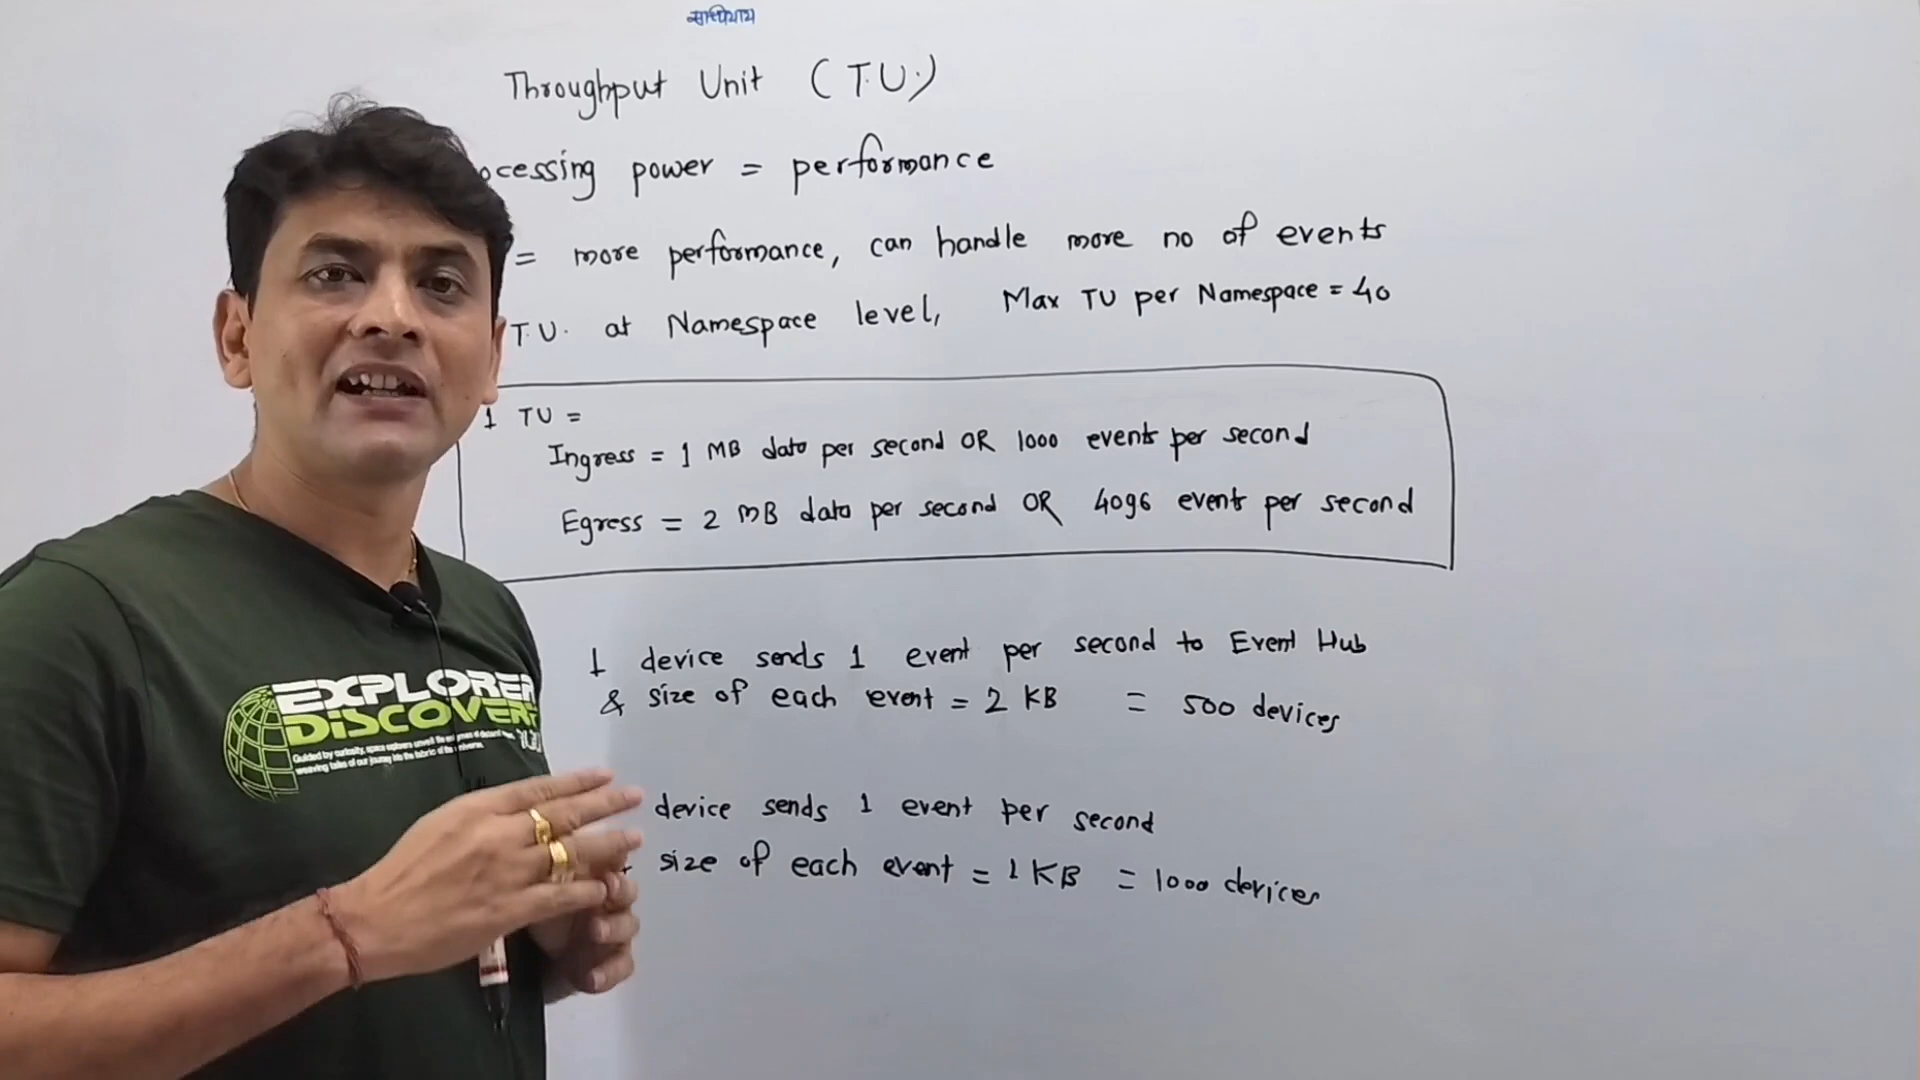 साधियाय
Throughput Unit (T.U.)
ocessing power = performance
= more performance, can handle more no of events
T.U. at Namespace level, Max TU per Namespace = 40
1 TU =
Ingress = 1 MB data per second OR 1000 events per second
Egress = 2 MB data per second OR 4096 event per second
1 device sends 1 event per second to Event Hub
& size of each event = 2 KB = 500 devices
device sends 1 event per second
size of each event = 1 KB = 1000 devices
EXPLORER
DiSCOVERY